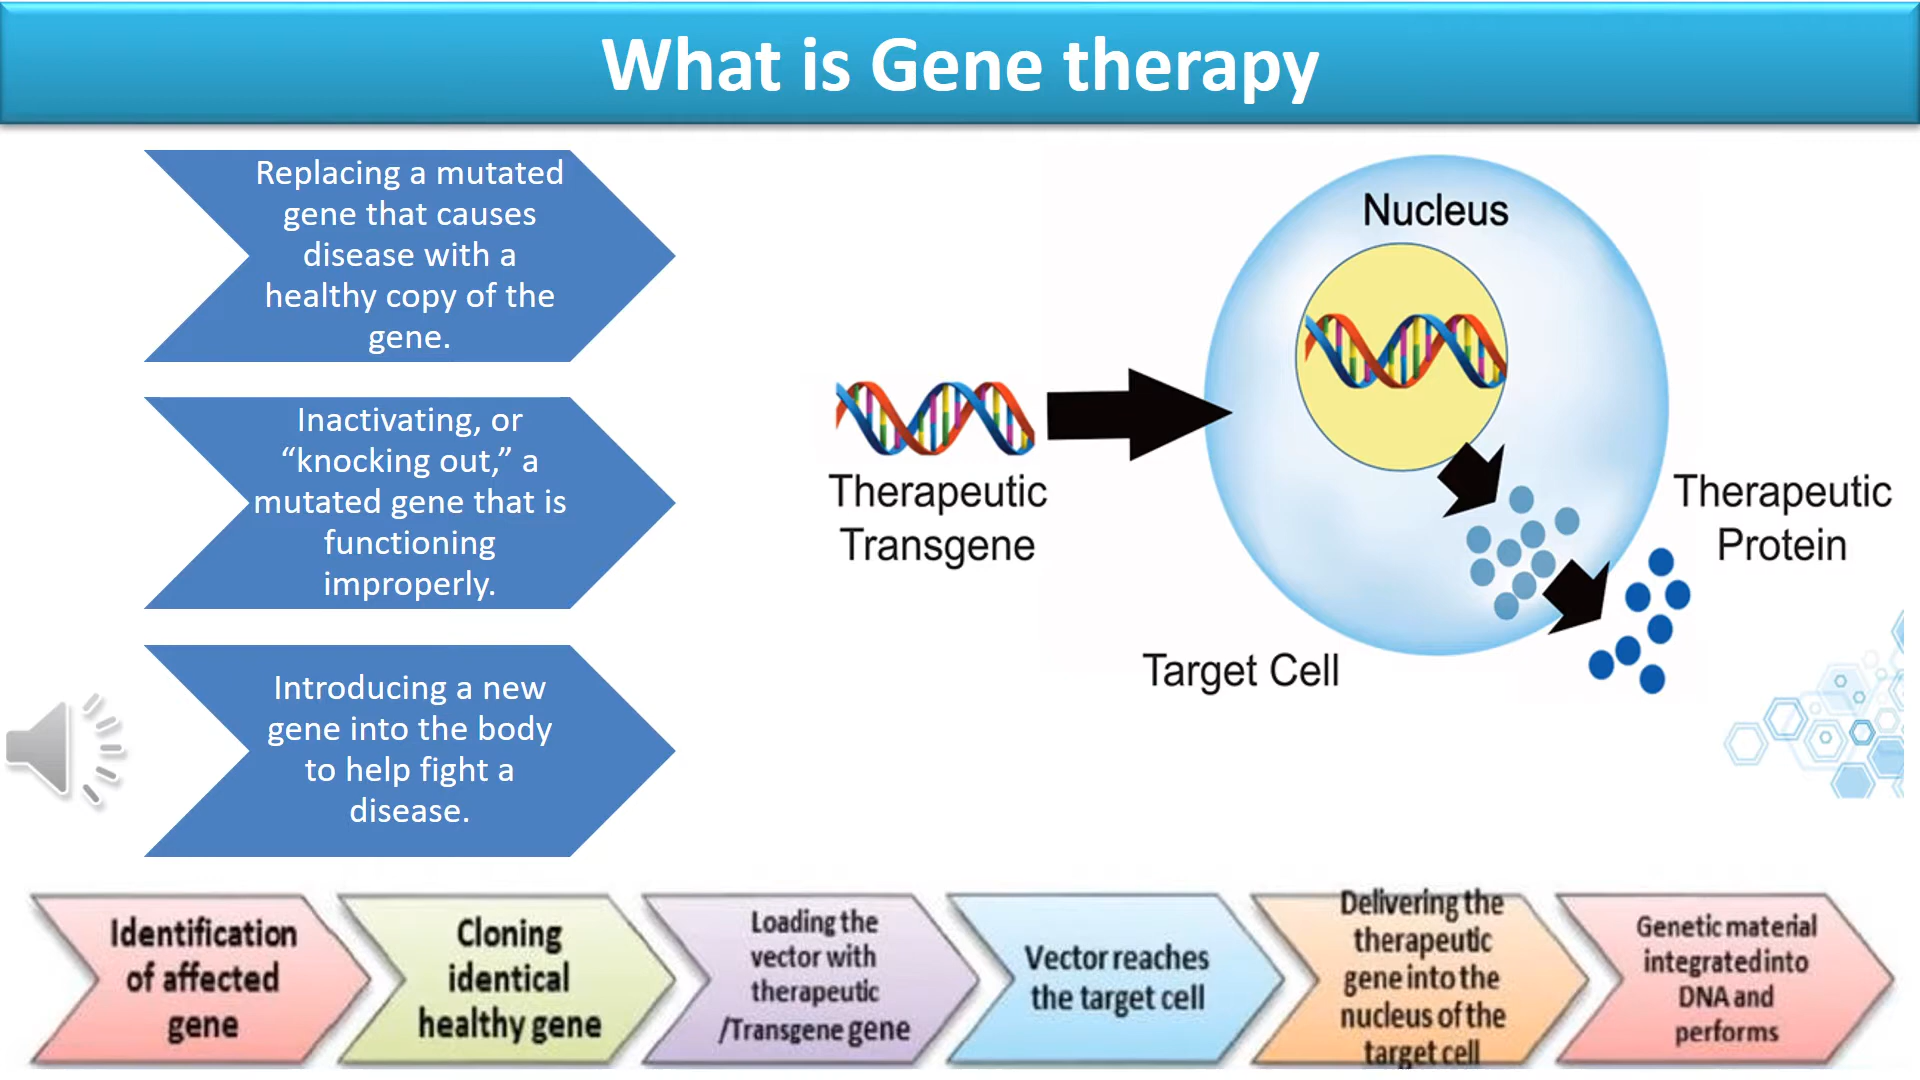 What is Gene therapy
Replacing a mutated
gene that causes
disease with a
healthy copy of the
gene.
Inactivating, or
“knocking out,” a
mutated gene that is
functioning
improperly.
Introducing a new
gene into the body
to help fight a
disease.
Nucleus
Therapeutic
Transgene
Therapeutic
Protein
Target Cell
Identification
of affected
gene
Cloning
identical
healthy gene
Loading the
vector with
therapeutic
/Transgene gene
Vector reaches
the target cell
Delivering the
therapeutic
gene into the
nucleus of the
target cell
Genetic material
integrated into
DNA and
performs